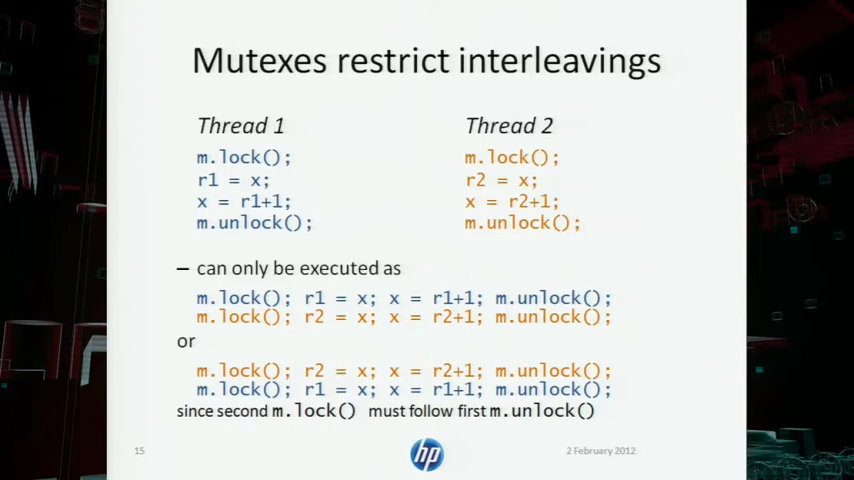 Mutexes restrict interleavings
Thread 1
m.lock();
r1 = x;
x = r1+1;
m.unlock();
Thread 2
m.lock();
r2 = x;
x = r2+1;
m.unlock();
– can only be executed as
m.lock(); r1 = x; x = r1+1; m.unlock();
m.lock(); r2 = x; x = r2+1; m.unlock();
or
m.lock(); r2 = x; x = r2+1; m.unlock();
m.lock(); r1 = x; x = r1+1; m.unlock();
since second m.lock() must follow first m.unlock()
15
hp
2 February 2012